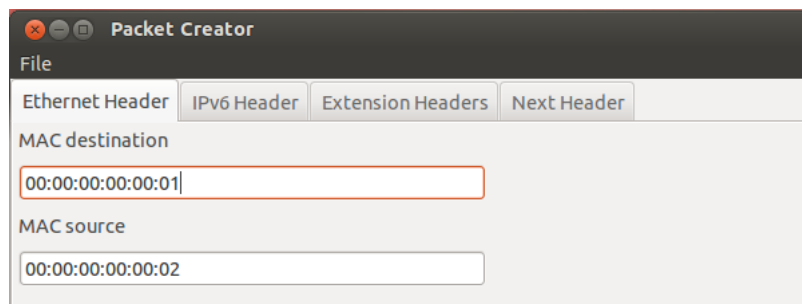 Packet Creator
File
Ethernet Header IPv6 Header Extension Headers Next Header
MAC destination
00:00:00:00:00:01
MAC source
00:00:00:00:00:02